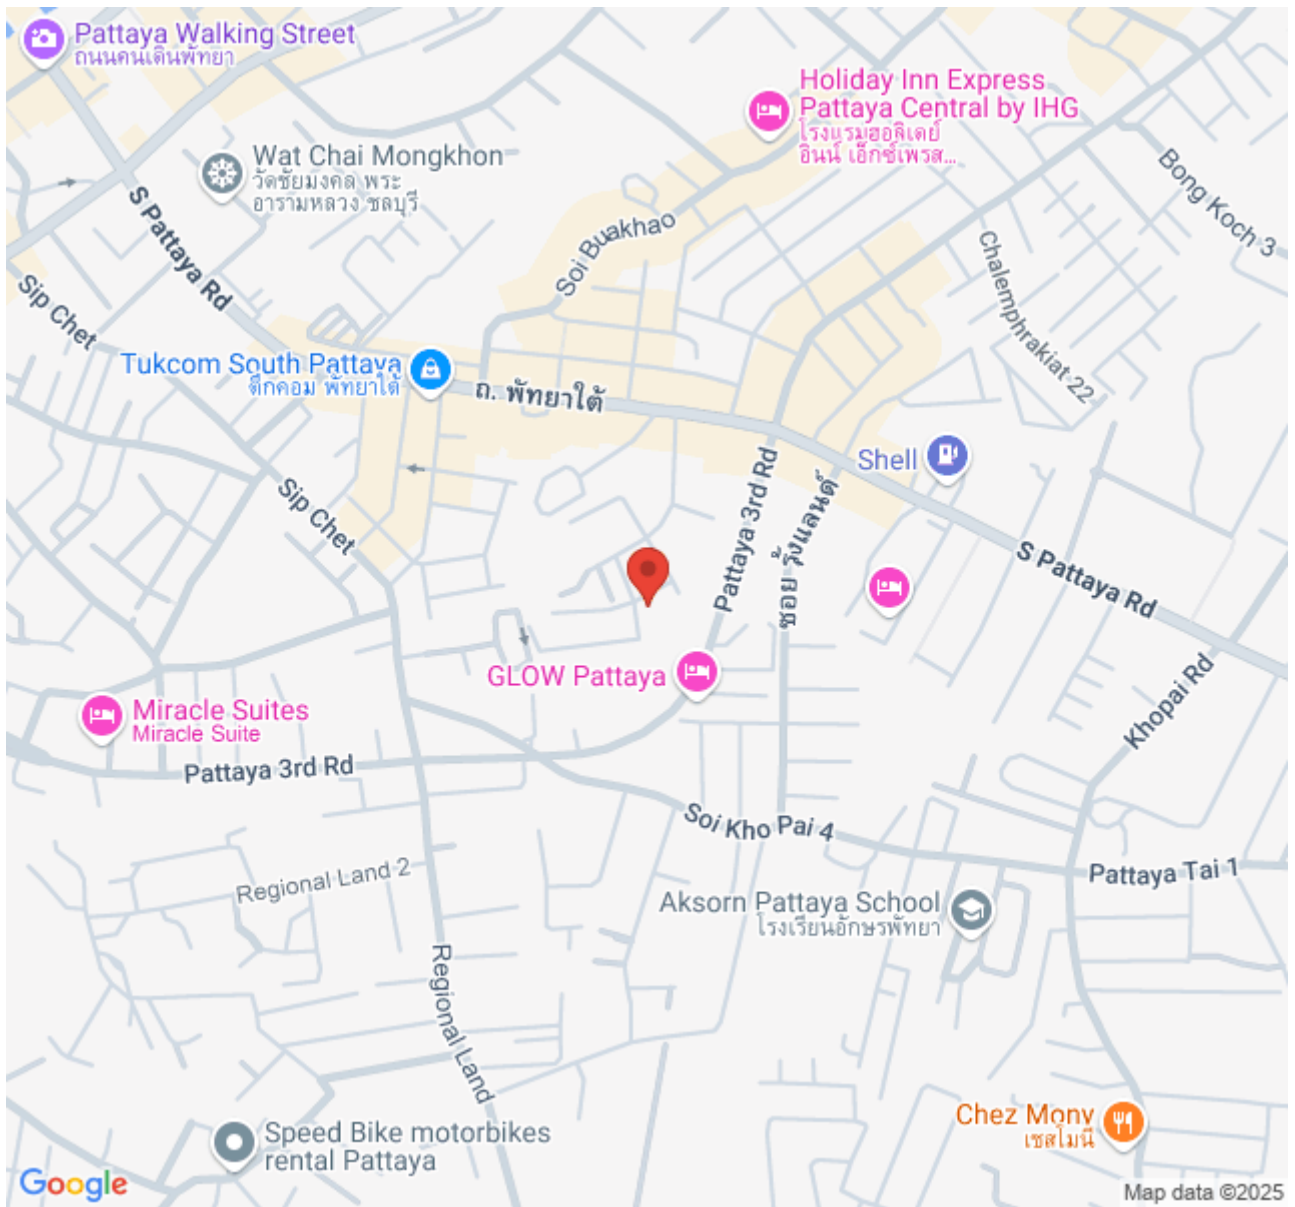 Pattaya Walking Street
ถนนคนเดินพัทยา
Holiday Inn Express
Pattaya Central by IHG
โรงแรมฮอลิเดย์
อินน์ เอ็กซ์เพรส...
Wat Chai Mongkhon
วัดชัยมงคล พระ
อารามหลวง ชลบุรี
Bong Koch 3
S Pattaya Rd
Soi Buakhao
Chalermphrakiat 22
Sip Chet
Tukcom South Pattaya
ตึกคอม พัทยาใต้
ถ. พัทยาใต้
Shell
Pattaya 3rd Rd
ซอย วิ้งแลนด์
Sip Chet
S Pattaya Rd
GLOW Pattaya
Khopai Rd
Miracle Suites
Miracle Suite
Pattaya 3rd Rd
Soi Kho Pai 4
Pattaya Tai 1
Regional Land 2
Aksorn Pattaya School
โรงเรียนอักษรพัทยา
Regional Land
Chez Mony
เชสโมนี
Speed Bike motorbikes
rental Pattaya
Google
Map data ©2025